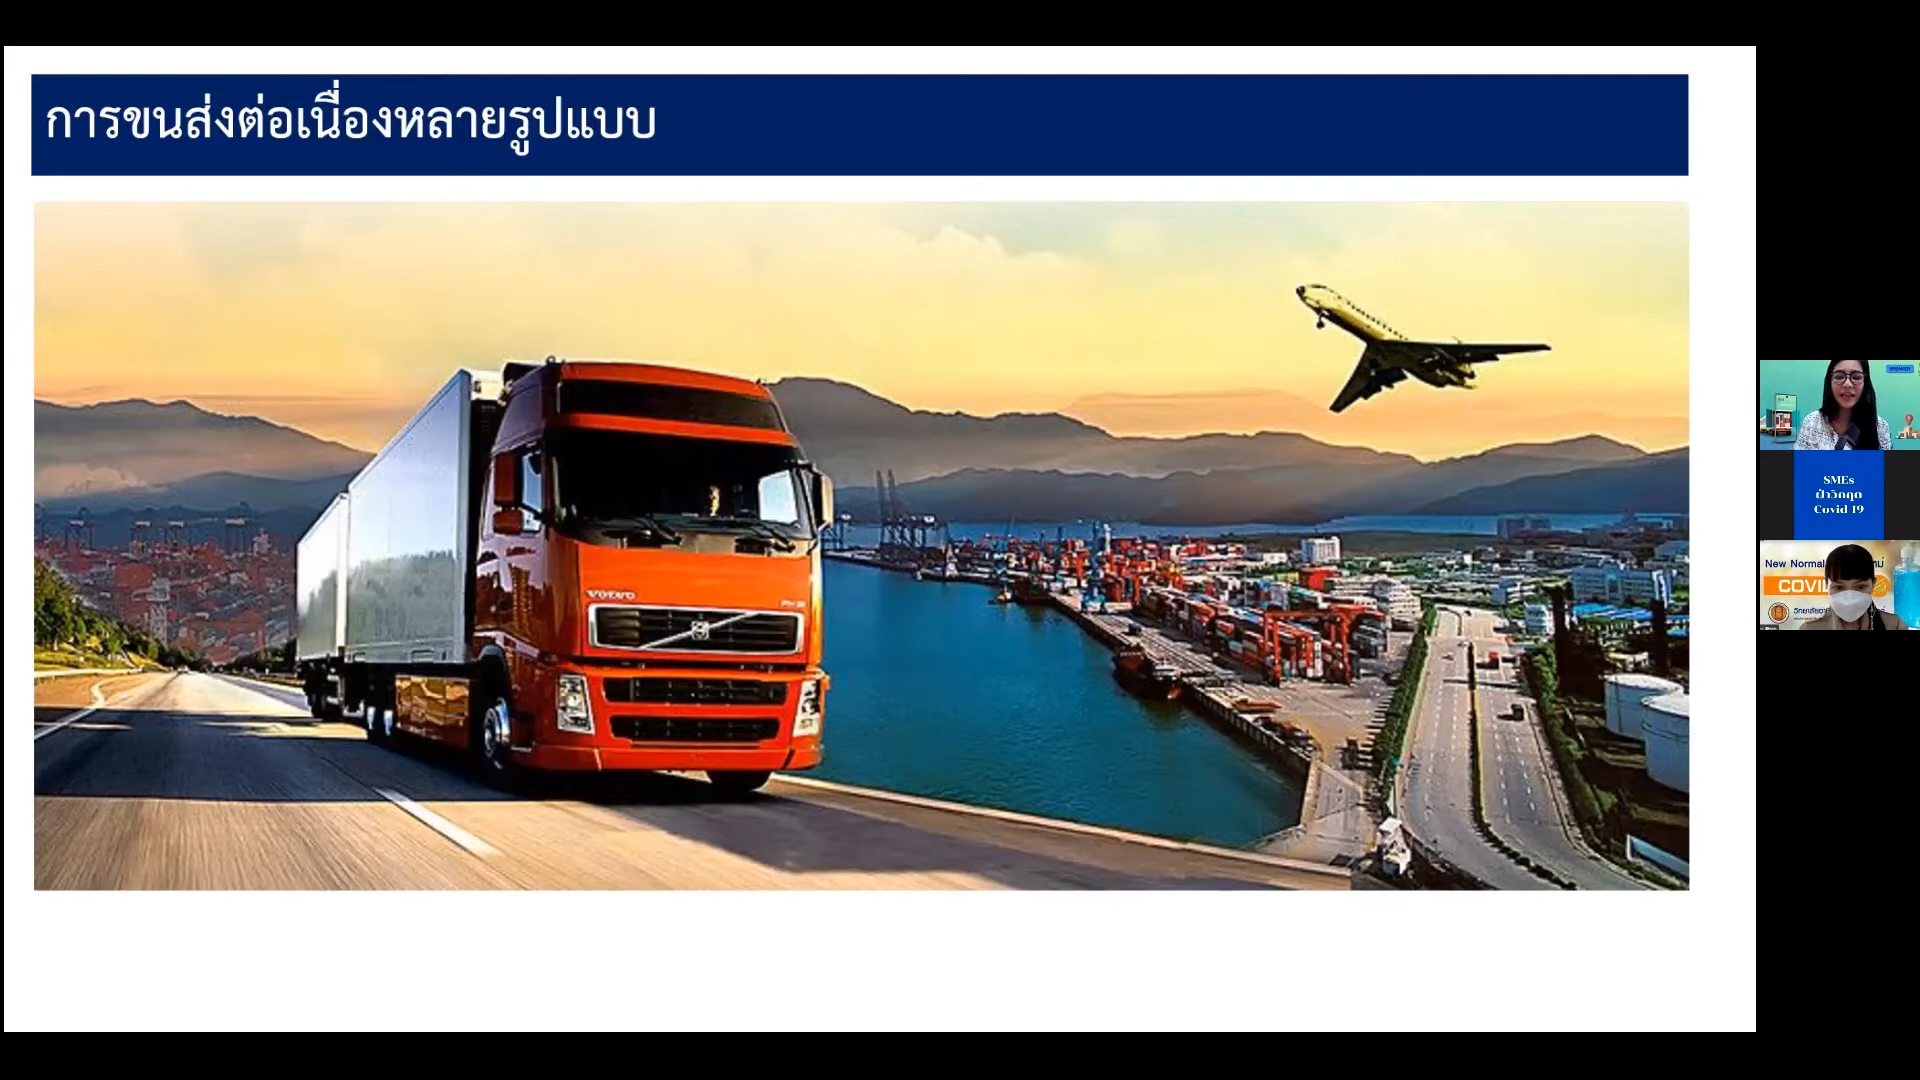 การขนส่งต่อเนื่องหลายรูปแบบ
VOLVO
SPEAKER
SMEs
ฝ่าวิกฤต
Covid 19
New Normal